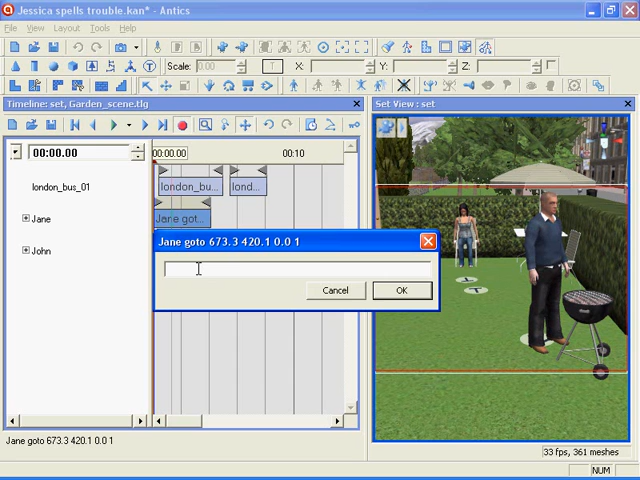 Jessica spells trouble.kan* - Antics
File View Layout Tools Help
Scale: 0.00 X: Y: Z:
Timeline: set, Garden_scene.tlg
Set View : set
00:00.00
00:00.00
00:10
london_bus_01
london_bu...
lond...
Jane
Jane got...
John
Jane goto 673.3 420.1 0.0 1
Cancel
OK
Jane goto 673.3 420.1 0.0 1
33 fps, 361 meshes
NUM